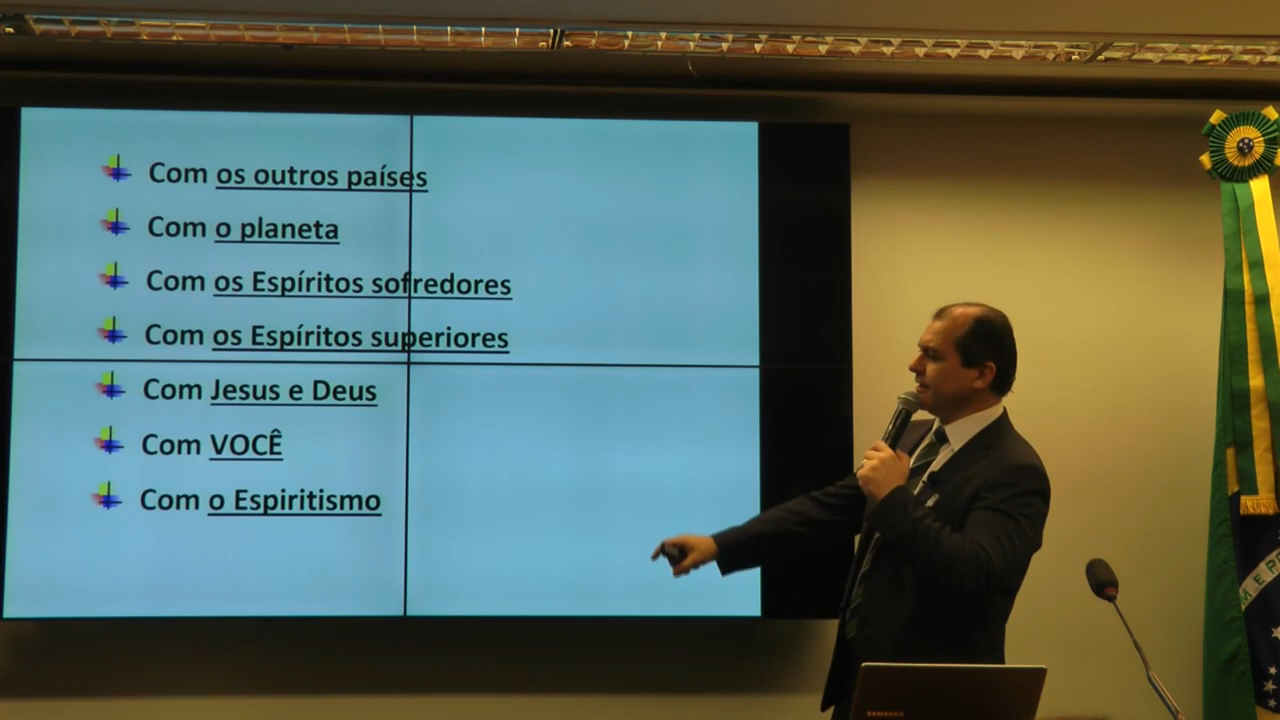 Com os outros países
Com o planeta
Com os Espíritos sofredores
Com os Espíritos superiores
Com Jesus e Deus
Com VOCÊ
Com o Espiritismo
SAMSUNG